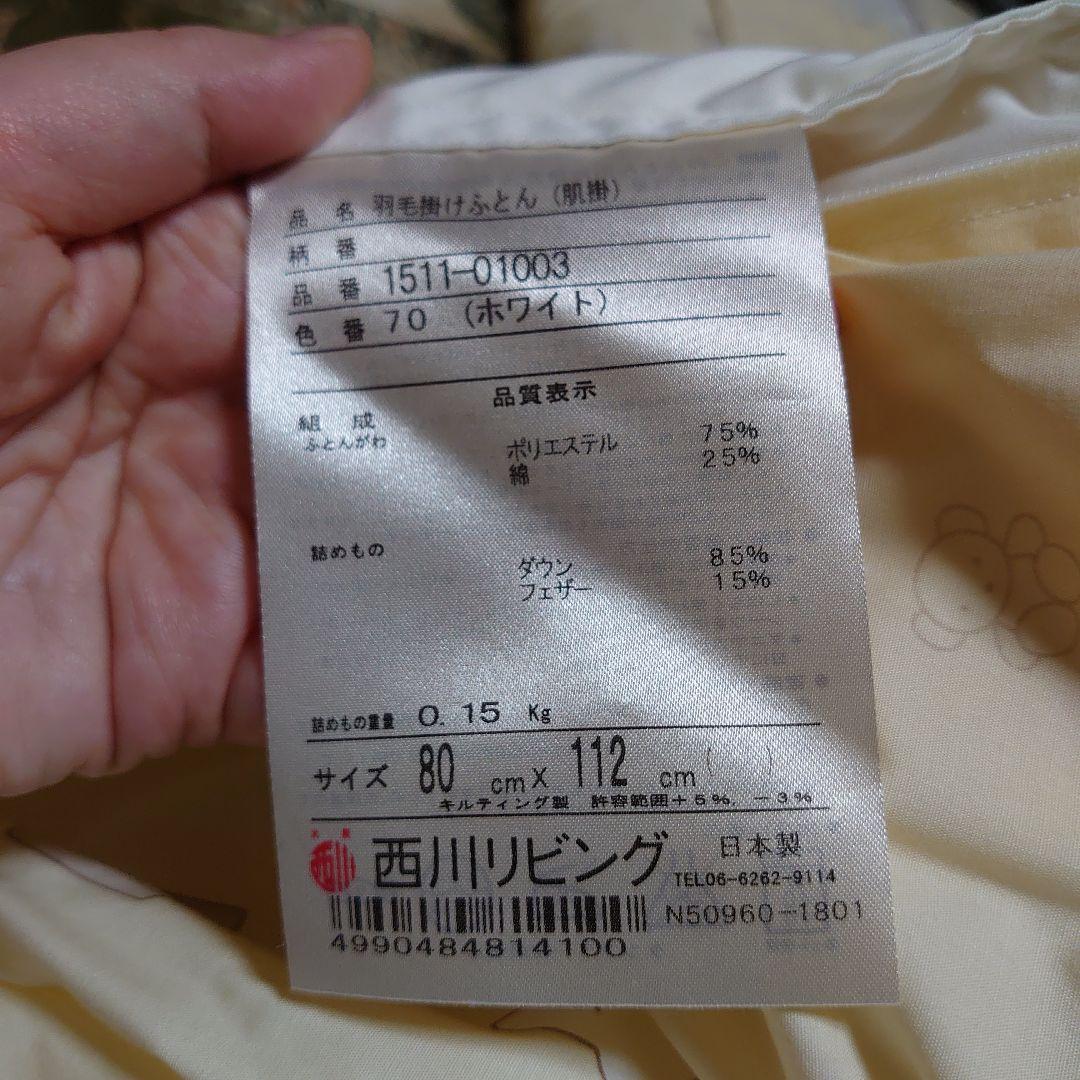 品 名 羽毛掛けふとん（肌掛）
柄 番
品 番 1511-01003
色 番 70 （ホワイト）
品質表示
組 成
ふとんがわ ポリエステル 75%
綿 25%
詰めもの ダウン 85%
フェザー 15%
詰めもの重量 0.15 Kg
サイズ 80 cm X 112 cm ( )
キルティング製 許容範囲＋5%，－3%
西川 西川リビング 日本製
TEL06-6262-9114
N50960-1801
4990484814100